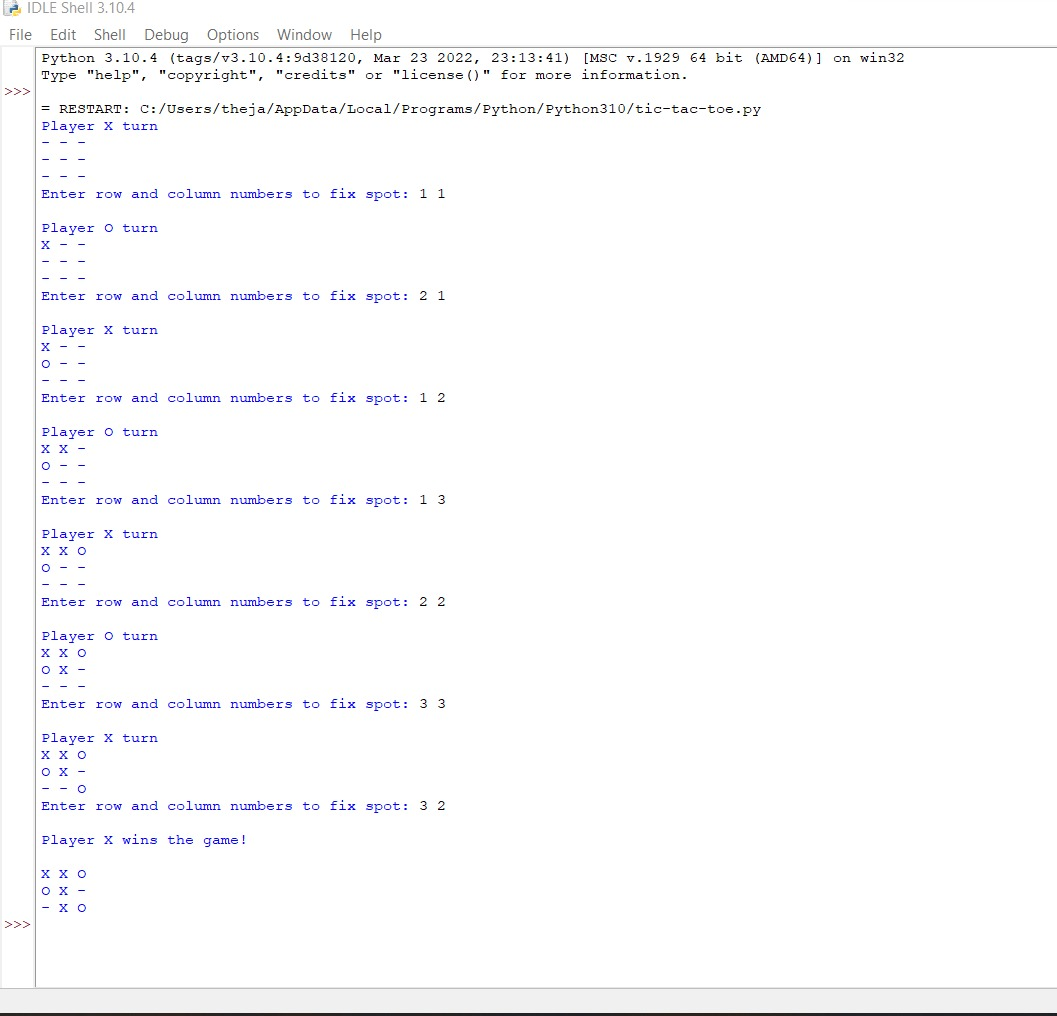 IDLE Shell 3.10.4
File Edit Shell Debug Options Window Help
Python 3.10.4 (tags/v3.10.4:9d38120, Mar 23 2022, 23:13:41) [MSC v.1929 64 bit (AMD64)] on win32
Type "help", "copyright", "credits" or "license()" for more information.
>>>
= RESTART: C:/Users/theja/AppData/Local/Programs/Python/Python310/tic-tac-toe.py
Player X turn
- - -
- - -
- - -
Enter row and column numbers to fix spot: 1 1
Player O turn
X - -
- - -
- - -
Enter row and column numbers to fix spot: 2 1
Player X turn
X - -
O - -
- - -
Enter row and column numbers to fix spot: 1 2
Player O turn
X X -
O - -
- - -
Enter row and column numbers to fix spot: 1 3
Player X turn
X X O
O - -
- - -
Enter row and column numbers to fix spot: 2 2
Player O turn
X X O
O X -
- - -
Enter row and column numbers to fix spot: 3 3
Player X turn
X X O
O X -
- - O
Enter row and column numbers to fix spot: 3 2
Player X wins the game!
X X O
O X -
- X O
>>>